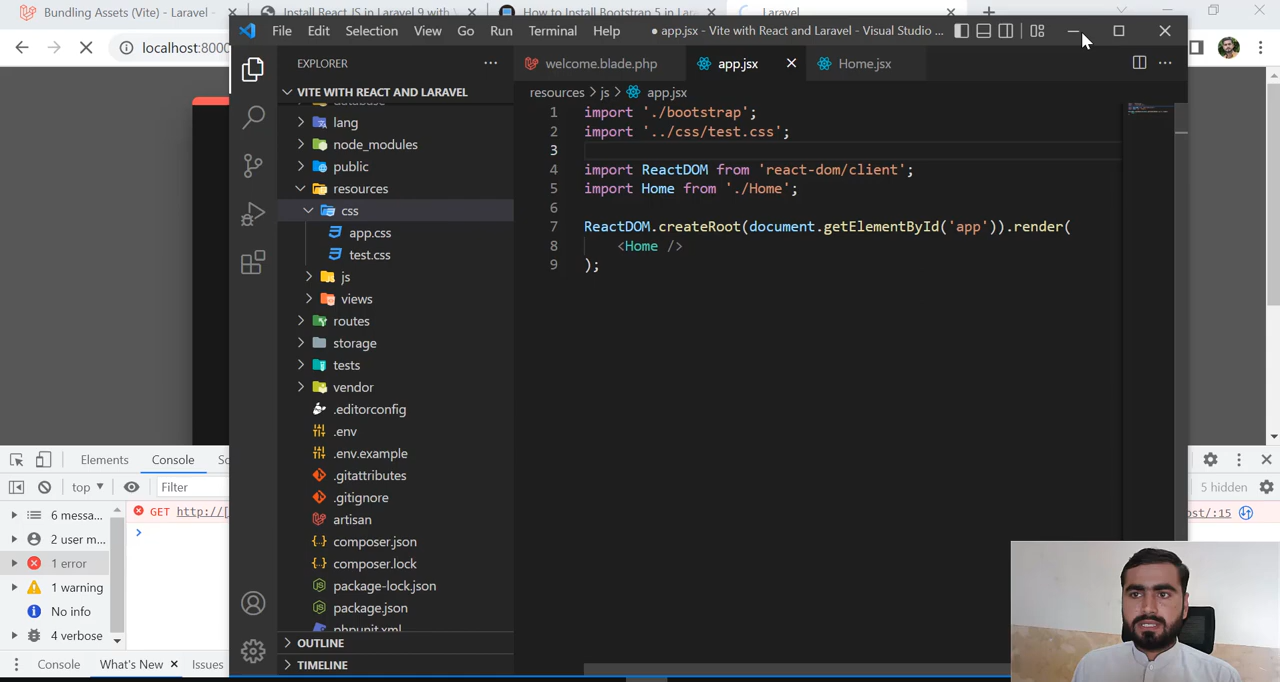 Bundling Assets (Vite) - Laravel -
Install React JS in Laravel 9 with V
How to Install Bootstrap 5 in Larav
Laravel
localhost:8000
File Edit Selection View Go Run Terminal Help
● app.jsx - Vite with React and Laravel - Visual Studio ...
EXPLORER
welcome.blade.php
app.jsx
Home.jsx
VITE WITH REACT AND LARAVEL
resources > js > app.jsx
database
lang
node_modules
public
resources
css
app.css
test.css
js
views
routes
storage
tests
vendor
.editorconfig
.env
.env.example
.gitattributes
.gitignore
artisan
composer.json
composer.lock
package-lock.json
package.json
phpunit.xml
OUTLINE
TIMELINE
1 import './bootstrap';
2 import '../css/test.css';
3
4 import ReactDOM from 'react-dom/client';
5 import Home from './Home';
6
7 ReactDOM.createRoot(document.getElementById('app')).render(
8 <Home />
9 );
Elements Console So
top ▼ Filter
5 hidden
6 messa...
2 user m...
1 error
1 warning
No info
4 verbose
GET http://[
ost/:15
Console What's New × Issues